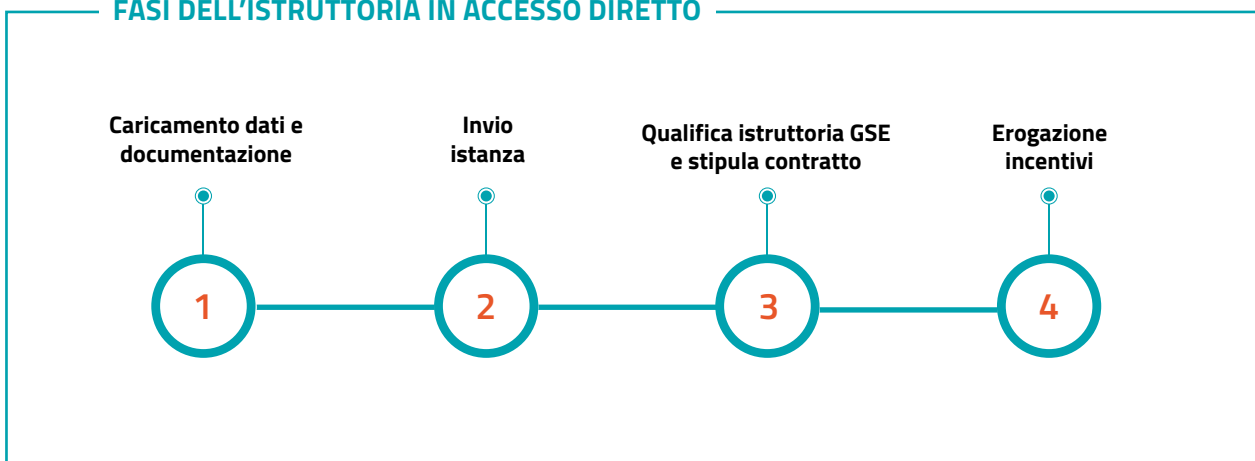 FASI DELL'ISTRUTTORIA IN ACCESSO DIRETTO
Caricamento dati e
documentazione
Invio
istanza
Qualifica istruttoria GSE
e stipula contratto
Erogazione
incentivi
1
2
3
4